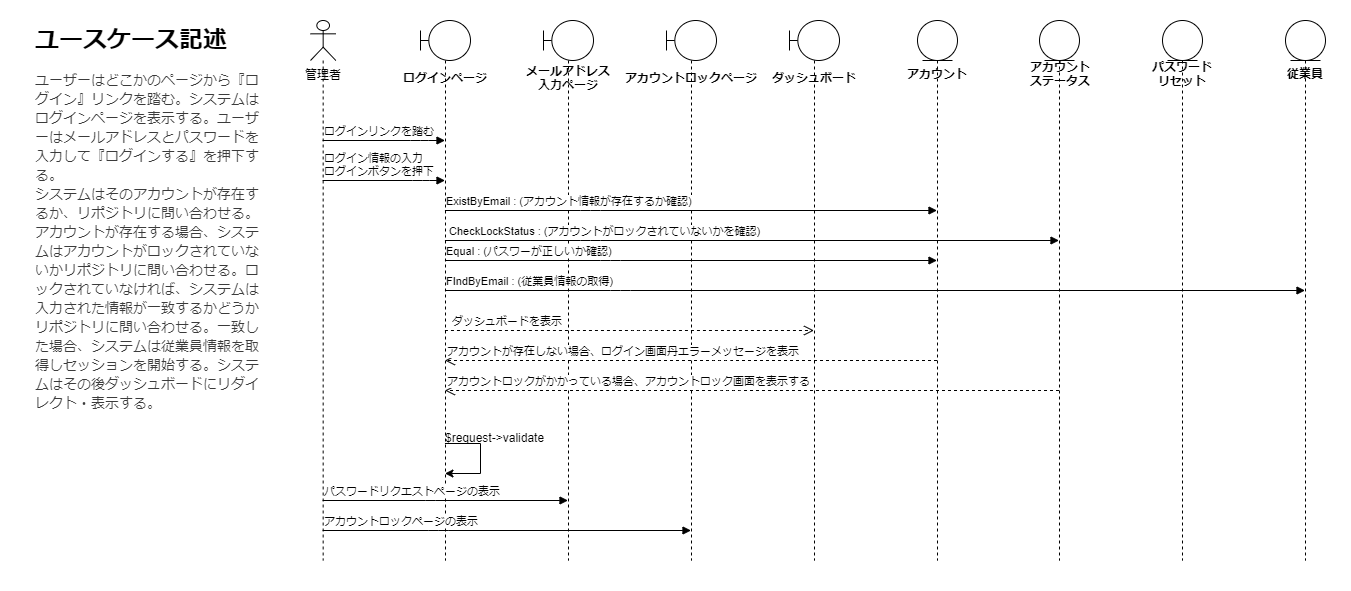 ユースケース記述
ユーザーはどこかのページから『ロ
グイン』リンクを踏む。システムは
ログインページを表示する。ユーザ
ーはメールアドレスとパスワードを
入力して『ログインする』を押下す
る。
システムはそのアカウントが存在す
るか、リポジトリに問い合わせる。
アカウントが存在する場合、システ
ムはアカウントがロックされていな
いかリポジトリに問い合わせる。ロ
ックされていなければ、システムは
入力された情報が一致するかどうか
リポジトリに問い合わせる。一致し
た場合、システムは従業員情報を取
得しセッションを開始する。システ
ムはその後ダッシュボードにリダイ
レクト・表示する。
管理者
ログインページ
メールアドレス
入力ページ
アカウントロックページ
ダッシュボード
アカウント
アカウント
ステータス
パスワード
リセット
従業員
ログインリンクを踏む
ログイン情報の入力
ログインボタンを押下
ExistByEmail : (アカウント情報が存在するか確認)
CheckLockStatus : (アカウントがロックされていないかを確認)
Equal : (パスワーが正しいか確認)
FIndByEmail : (従業員情報の取得)
ダッシュボードを表示
アカウントが存在しない場合、ログイン画面丹エラーメッセージを表示
アカウントロックがかかっている場合、アカウントロック画面を表示する
$request->validate
パスワードリクエストページの表示
アカウントロックページの表示